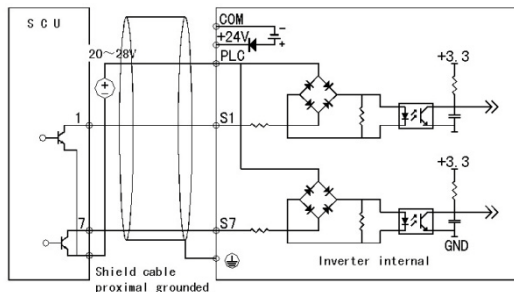 SCU
COM
+24V
20~28V
PLC
+3.3
1
S1
+3.3
7
S7
GND
Shield cable
proximal grounded
Inverter internal